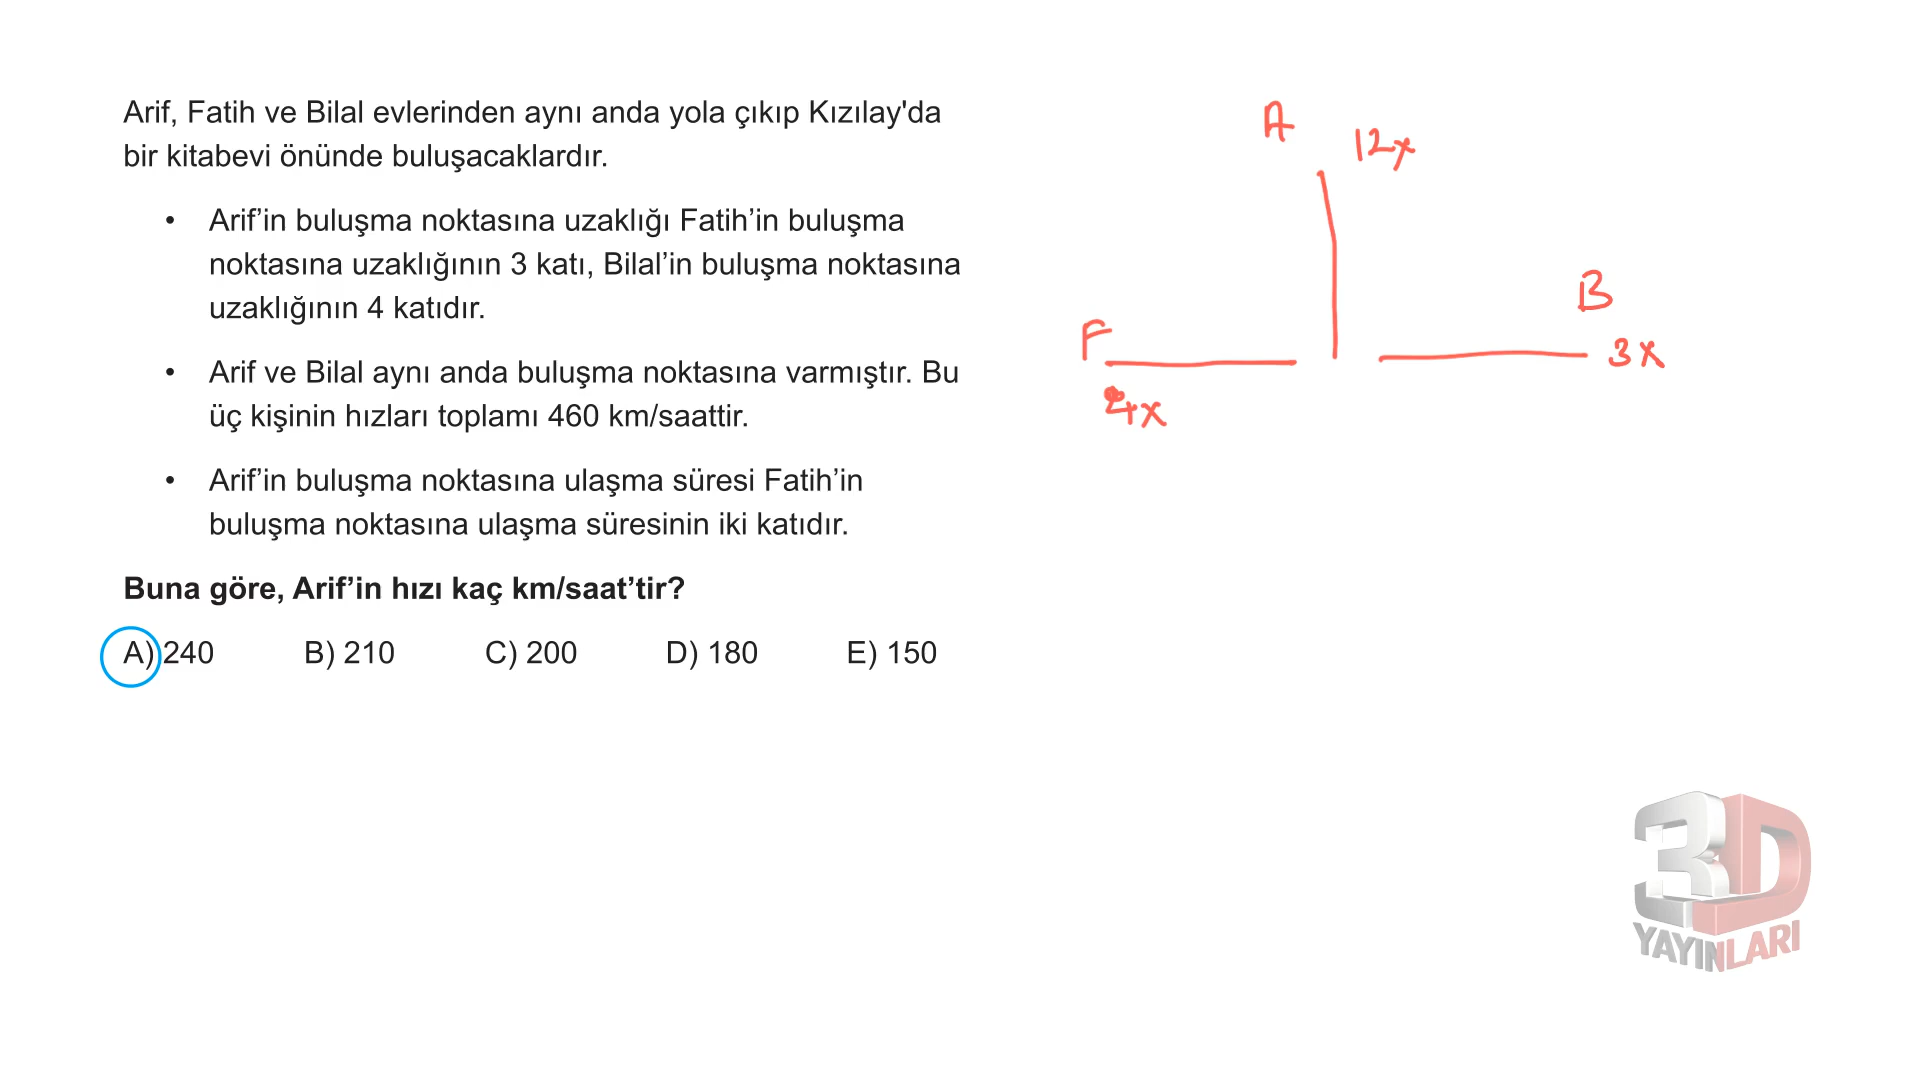 Arif, Fatih ve Bilal evlerinden aynı anda yola çıkıp Kızılay'da
bir kitabevi önünde buluşacaklardır.
• Arif’in buluşma noktasına uzaklığı Fatih’in buluşma
noktasına uzaklığının 3 katı, Bilal’in buluşma noktasına
uzaklığının 4 katıdır.
• Arif ve Bilal aynı anda buluşma noktasına varmıştır. Bu
üç kişinin hızları toplamı 460 km/saattir.
• Arif’in buluşma noktasına ulaşma süresi Fatih’in
buluşma noktasına ulaşma süresinin iki katıdır.
Buna göre, Arif’in hızı kaç km/saat’tir?
A) 240 B) 210 C) 200 D) 180 E) 150
A
12x
B
3x
F
4x
3D
YAYINLARI